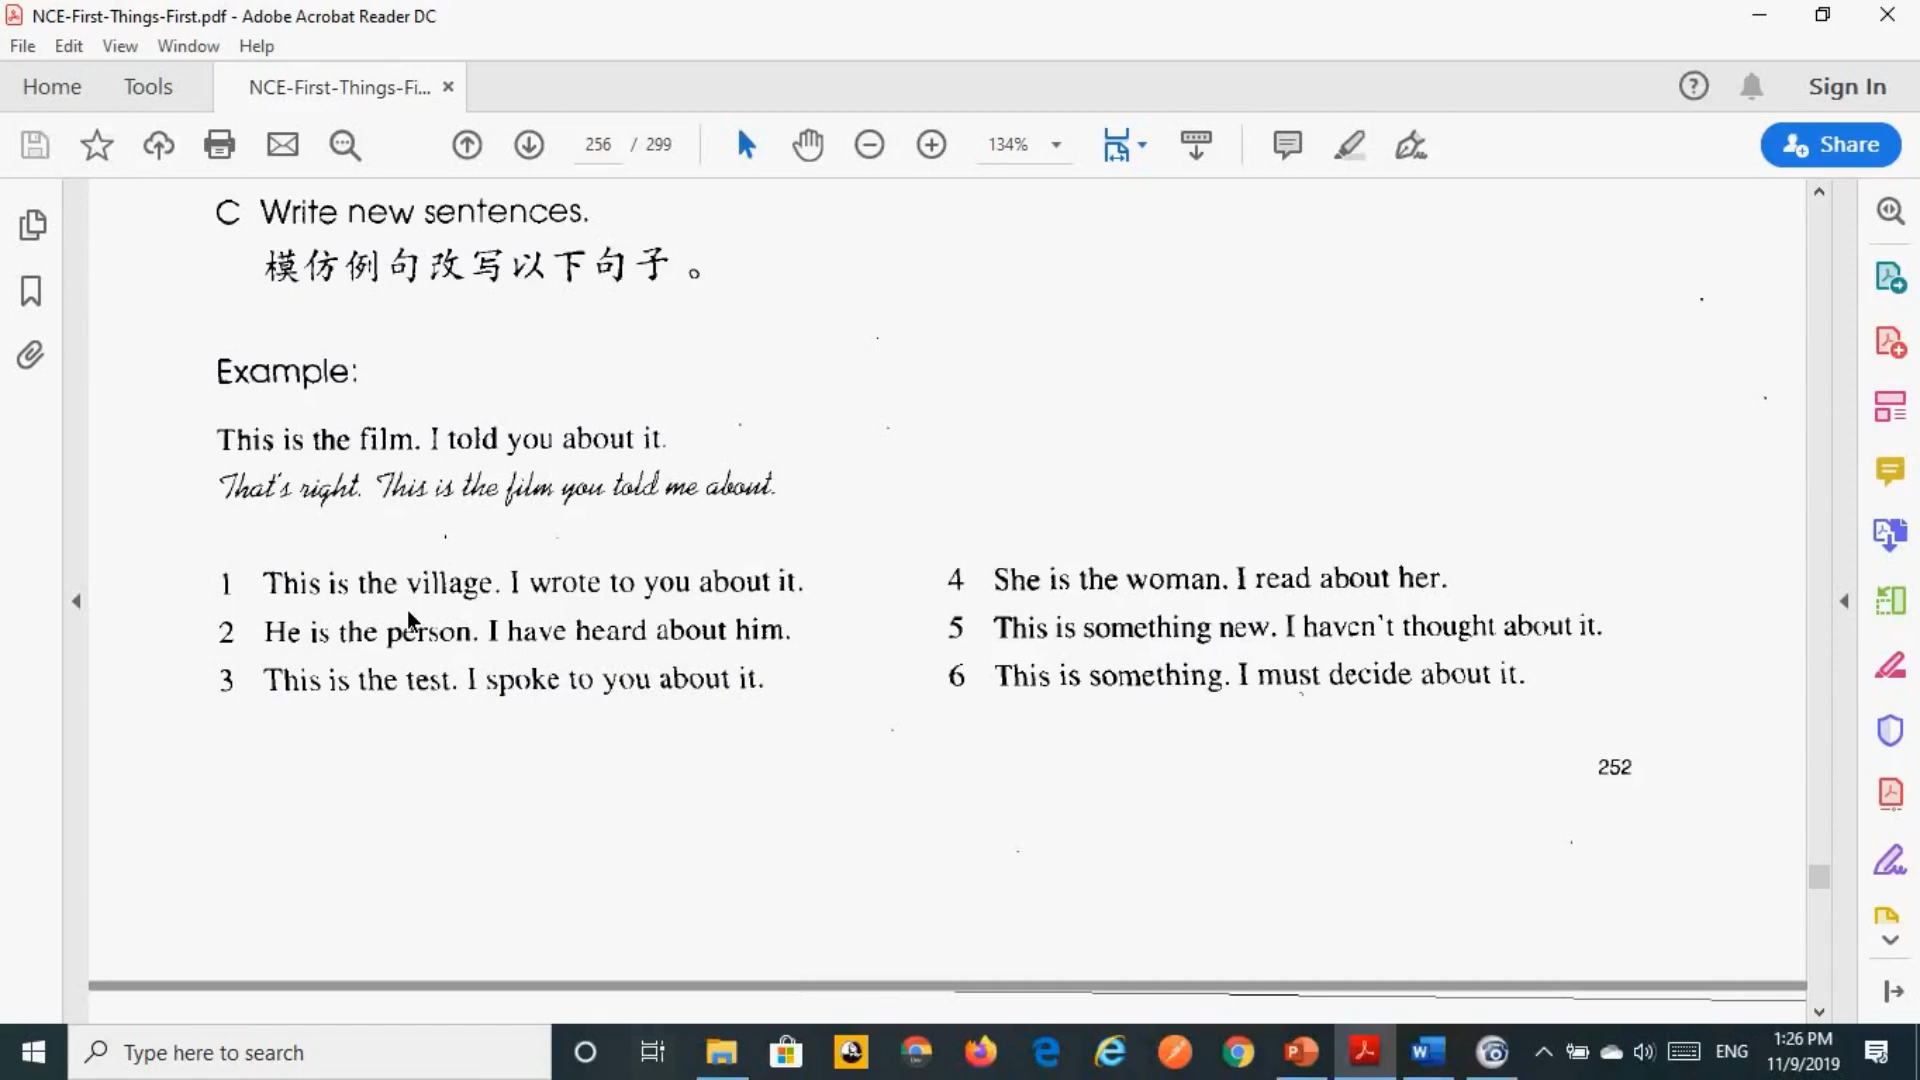 NCE-First-Things-First.pdf - Adobe Acrobat Reader DC
File Edit View Window Help
Home Tools NCE-First-Things-Fi... × Sign In
256 / 299 134% Share
C Write new sentences.
模仿例句改写以下句子。
Example:
This is the film. I told you about it.
That's right. This is the film you told me about.
1 This is the village. I wrote to you about it.
2 He is the person. I have heard about him.
3 This is the test. I spoke to you about it.
4 She is the woman. I read about her.
5 This is something new. I haven't thought about it.
6 This is something. I must decide about it.
252
Type here to search
ENG
1:26 PM
11/9/2019